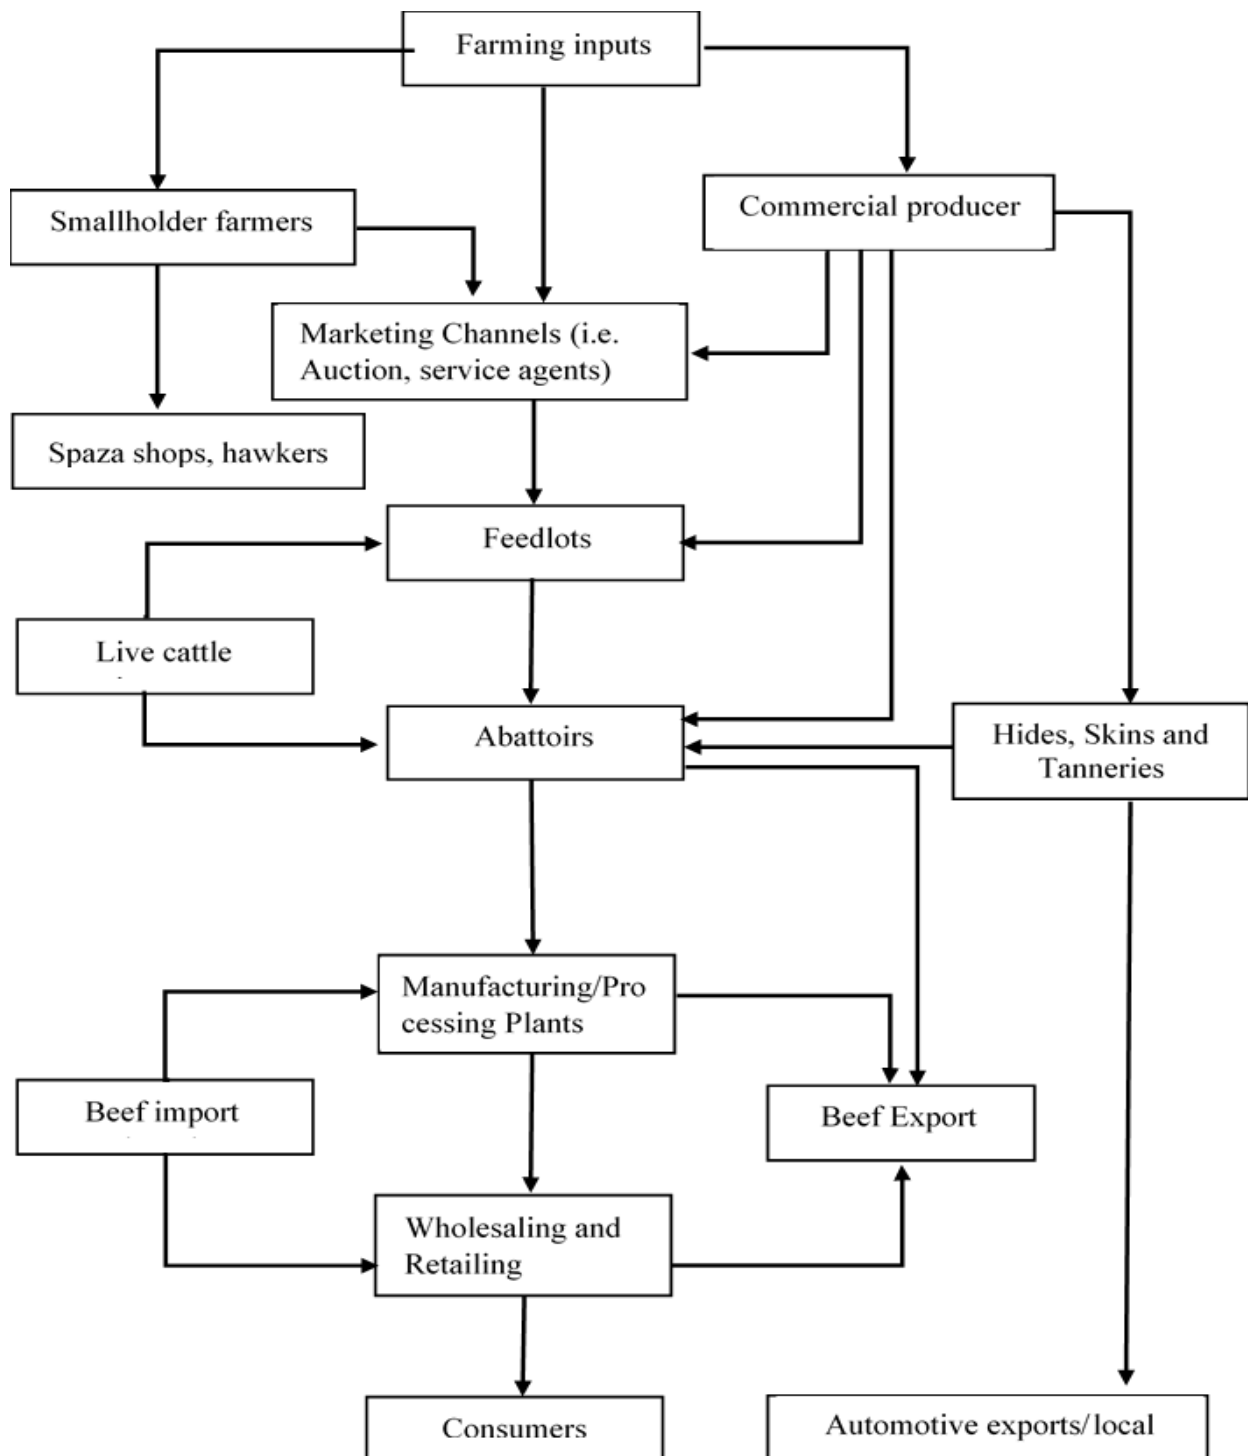 Farming inputs
Smallholder farmers
Commercial producer
Marketing Channels (i.e.
Auction, service agents)
Spaza shops, hawkers
Feedlots
Live cattle
Abattoirs
Hides, Skins and
Tanneries
Manufacturing/Pro
cessing Plants
Beef import
Beef Export
Wholesaling and
Retailing
Consumers
Automotive exports/local